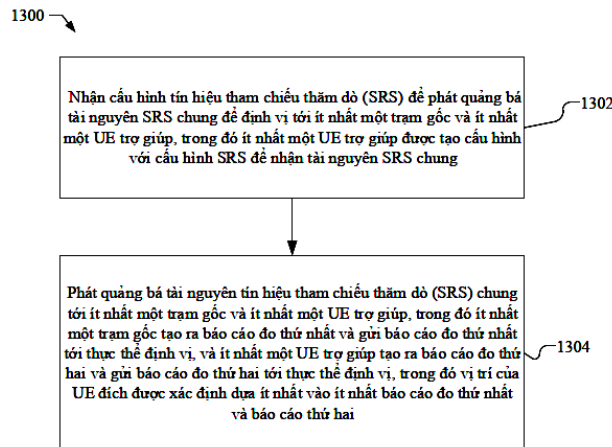 1300
Nhận cấu hình tín hiệu tham chiếu thăm dò (SRS) để phát quảng bá
tài nguyên SRS chung để định vị tới ít nhất một trạm gốc và ít nhất
một UE trợ giúp, trong đó ít nhất một UE trợ giúp được tạo cấu hình
với cấu hình SRS để nhận tài nguyên SRS chung
1302
Phát quảng bá tài nguyên tín hiệu tham chiếu thăm dò (SRS) chung
tới ít nhất một trạm gốc và ít nhất một UE trợ giúp, trong đó ít nhất
một trạm gốc tạo ra báo cáo đo thứ nhất và gửi báo cáo đo thứ nhất
tới thực thể định vị, và ít nhất một UE trợ giúp tạo ra báo cáo đo thứ
hai và gửi báo cáo đo thứ hai tới thực thể định vị, trong đó vị trí của
UE đích được xác định dựa ít nhất vào ít nhất báo cáo đo thứ nhất
và báo cáo thứ hai
1304